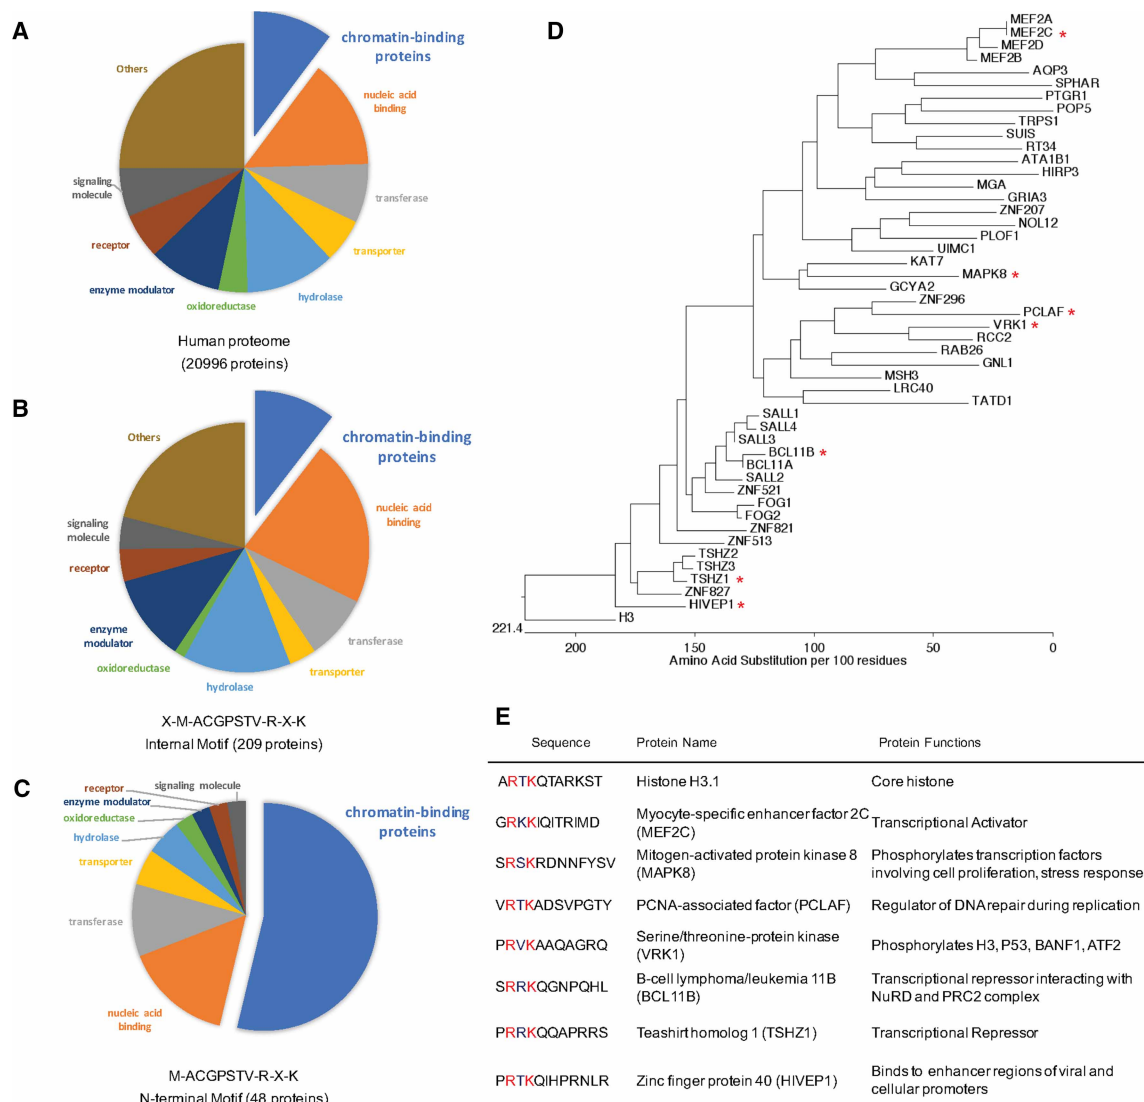 A
chromatin-binding
proteins
Others
nucleic acid
binding
signaling
molecule
transferase
receptor
transporter
enzyme modulator
hydrolase
oxidoreductase
Human proteome
(20996 proteins)
B
chromatin-binding
proteins
Others
nucleic acid
binding
signaling
molecule
receptor
enzyme
modulator
transferase
oxidoreductase
transporter
hydrolase
X-M-ACGPSTV-R-X-K
Internal Motif (209 proteins)
C
signaling molecule
receptor
enzyme modulator
oxidoreductase
hydrolase
transporter
transferase
nucleic acid
binding
chromatin-binding
proteins
M-ACGPSTV-R-X-K
N-terminal Motif (48 proteins)
D
MEF2A
MEF2C *
MEF2D
MEF2B
AQP3
SPHAR
PTGR1
POP5
TRPS1
SUIS
RT34
ATA1B1
HIRP3
MGA
GRIA3
ZNF207
NOL12
PLOF1
UIMC1
KAT7
MAPK8 *
GCYA2
ZNF296
PCLAF *
VRK1 *
RCC2
RAB26
GNL1
MSH3
LRC40
TATD1
SALL1
SALL4
SALL3
BCL11B *
BCL11A
SALL2
ZNF521
FOG1
FOG2
ZNF821
ZNF513
TSHZ2
TSHZ3
TSHZ1 *
ZNF827
HIVEP1 *
H3
221.4
200 150 100 50 0
Amino Acid Substitution per 100 residues
E
Sequence Protein Name Protein Functions
ARTKQTARKST Histone H3.1 Core histone
GRKKIQITRIMD Myocyte-specific enhancer factor 2C (MEF2C) Transcriptional Activator
SRSKRDNNFYSV Mitogen-activated protein kinase 8 (MAPK8) Phosphorylates transcription factors involving cell proliferation, stress response
VRTKADSVPGTY PCNA-associated factor (PCLAF) Regulator of DNA repair during replication
PRVKAAQAGRQ Serine/threonine-protein kinase (VRK1) Phosphorylates H3, P53, BANF1, ATF2
SRRKQGNPQHL B-cell lymphoma/leukemia 11B (BCL11B) Transcriptional repressor interacting with NuRD and PRC2 complex
PRRKQQAPRRS Teashirt homolog 1 (TSHZ1) Transcriptional Repressor
PRTKQIHPRNLR Zinc finger protein 40 (HIVEP1) Binds to enhancer regions of viral and cellular promoters